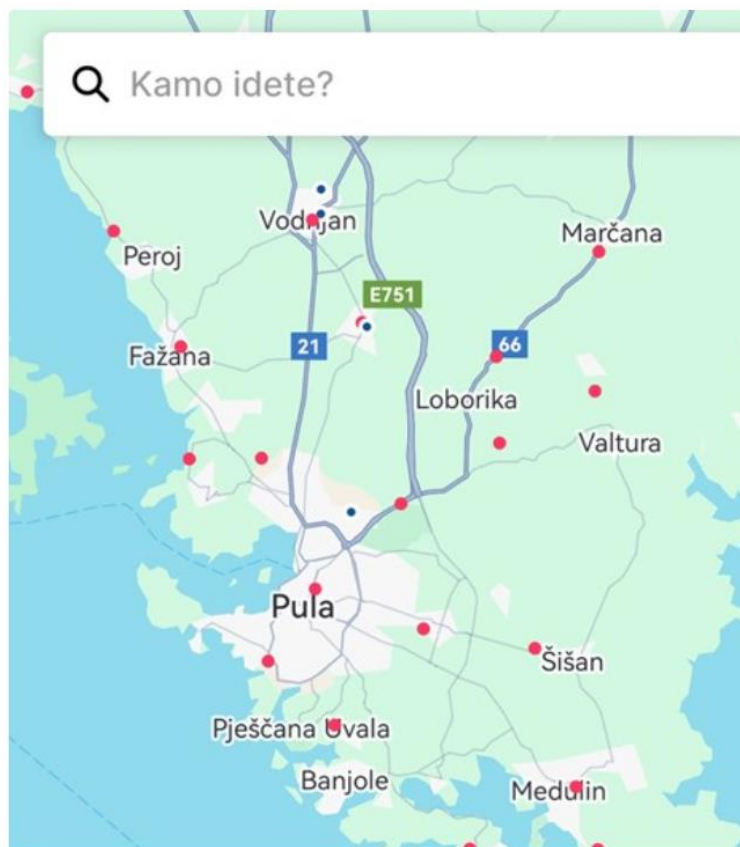 Kamo idete?
Vodnjan
Marčana
Peroj
E751
21
66
Fažana
Loborika
Valtura
Pula
Šišan
Pješčana Uvala
Banjole
Medulin